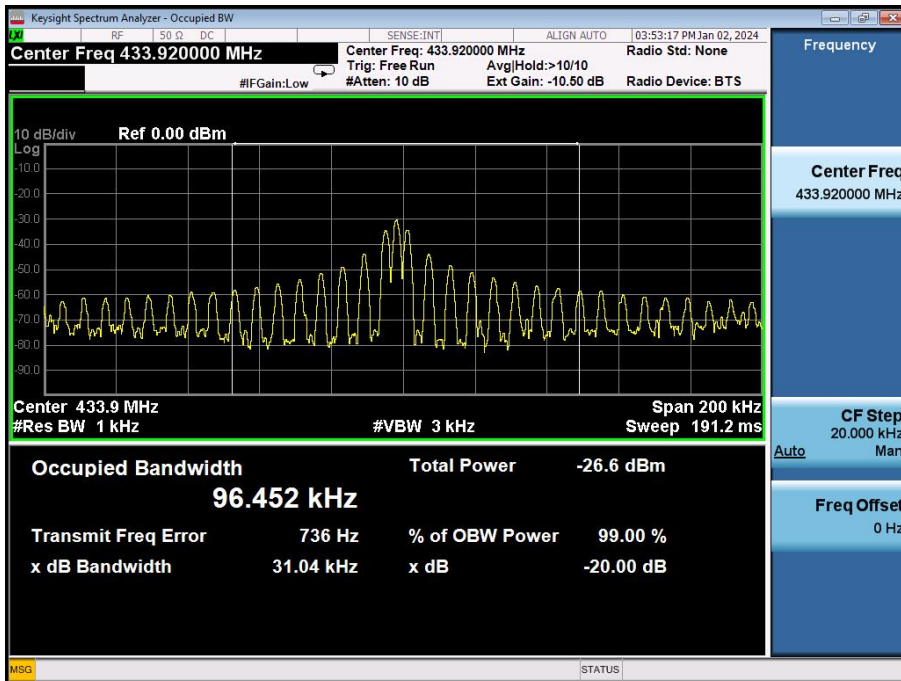 Keysight Spectrum Analyzer - Occupied BW
LXI RF 50 Ω DC SENSE:INT ALIGN AUTO 03:53:17 PM Jan 02, 2024
Center Freq 433.920000 MHz
Center Freq: 433.920000 MHz Radio Std: None
Trig: Free Run Avg|Hold:>10/10
#IFGain:Low #Atten: 10 dB Ext Gain: -10.50 dB Radio Device: BTS
10 dB/div Ref 0.00 dBm
Log
-10.0
-20.0
-30.0
-40.0
-50.0
-60.0
-70.0
-80.0
-90.0
Center 433.9 MHz Span 200 kHz
#Res BW 1 kHz #VBW 3 kHz Sweep 191.2 ms
Occupied Bandwidth Total Power -26.6 dBm
96.452 kHz
Transmit Freq Error 736 Hz % of OBW Power 99.00 %
x dB Bandwidth 31.04 kHz x dB -20.00 dB
MSG STATUS
Frequency
Center Freq
433.920000 MHz
CF Step
20.000 kHz
Auto Man
Freq Offset
0 Hz